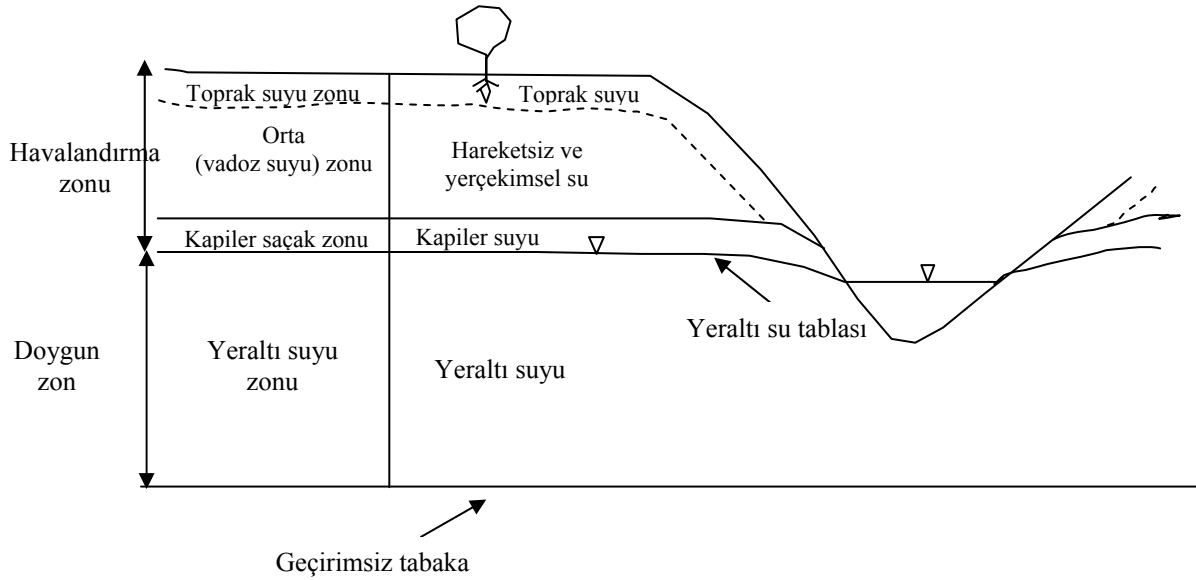 Toprak suyu zonu
Toprak suyu
Havalandırma
zonu
Orta
(vadoz suyu) zonu
Hareketsiz ve
yerçekimsel su
Kapiler saçak zonu
Kapiler suyu
Yeraltı su tablası
Doygun
zon
Yeraltı suyu
zonu
Yeraltı suyu
Geçirimsiz tabaka